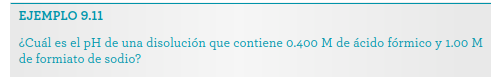 EJEMPLO 9.11
¿Cuál es el pH de una disolución que contiene 0.400 M de ácido fórmico y 1.00 M
de formiato de sodio?